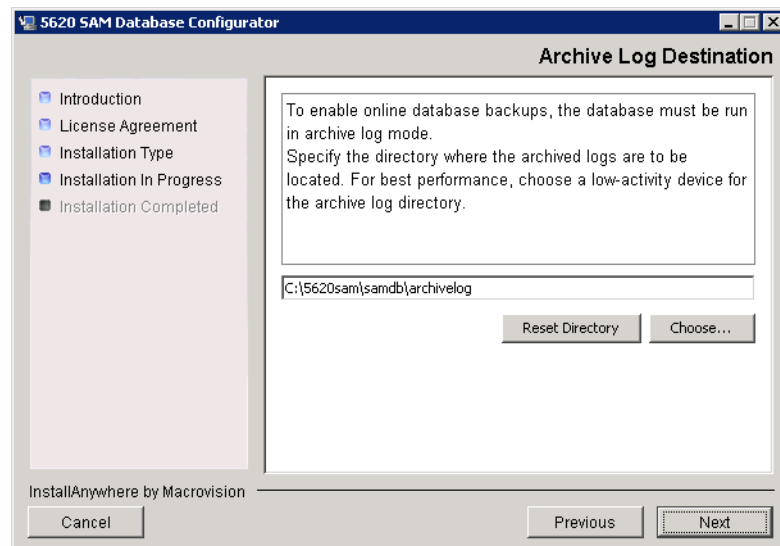 5620 SAM Database Configurator
Archive Log Destination
Introduction
License Agreement
Installation Type
Installation In Progress
Installation Completed
To enable online database backups, the database must be run
in archive log mode.
Specify the directory where the archived logs are to be
located. For best performance, choose a low-activity device for
the archive log directory.
C:\5620sam\samdb\archivelog
Reset Directory
Choose...
InstallAnywhere by Macrovision
Cancel
Previous
Next